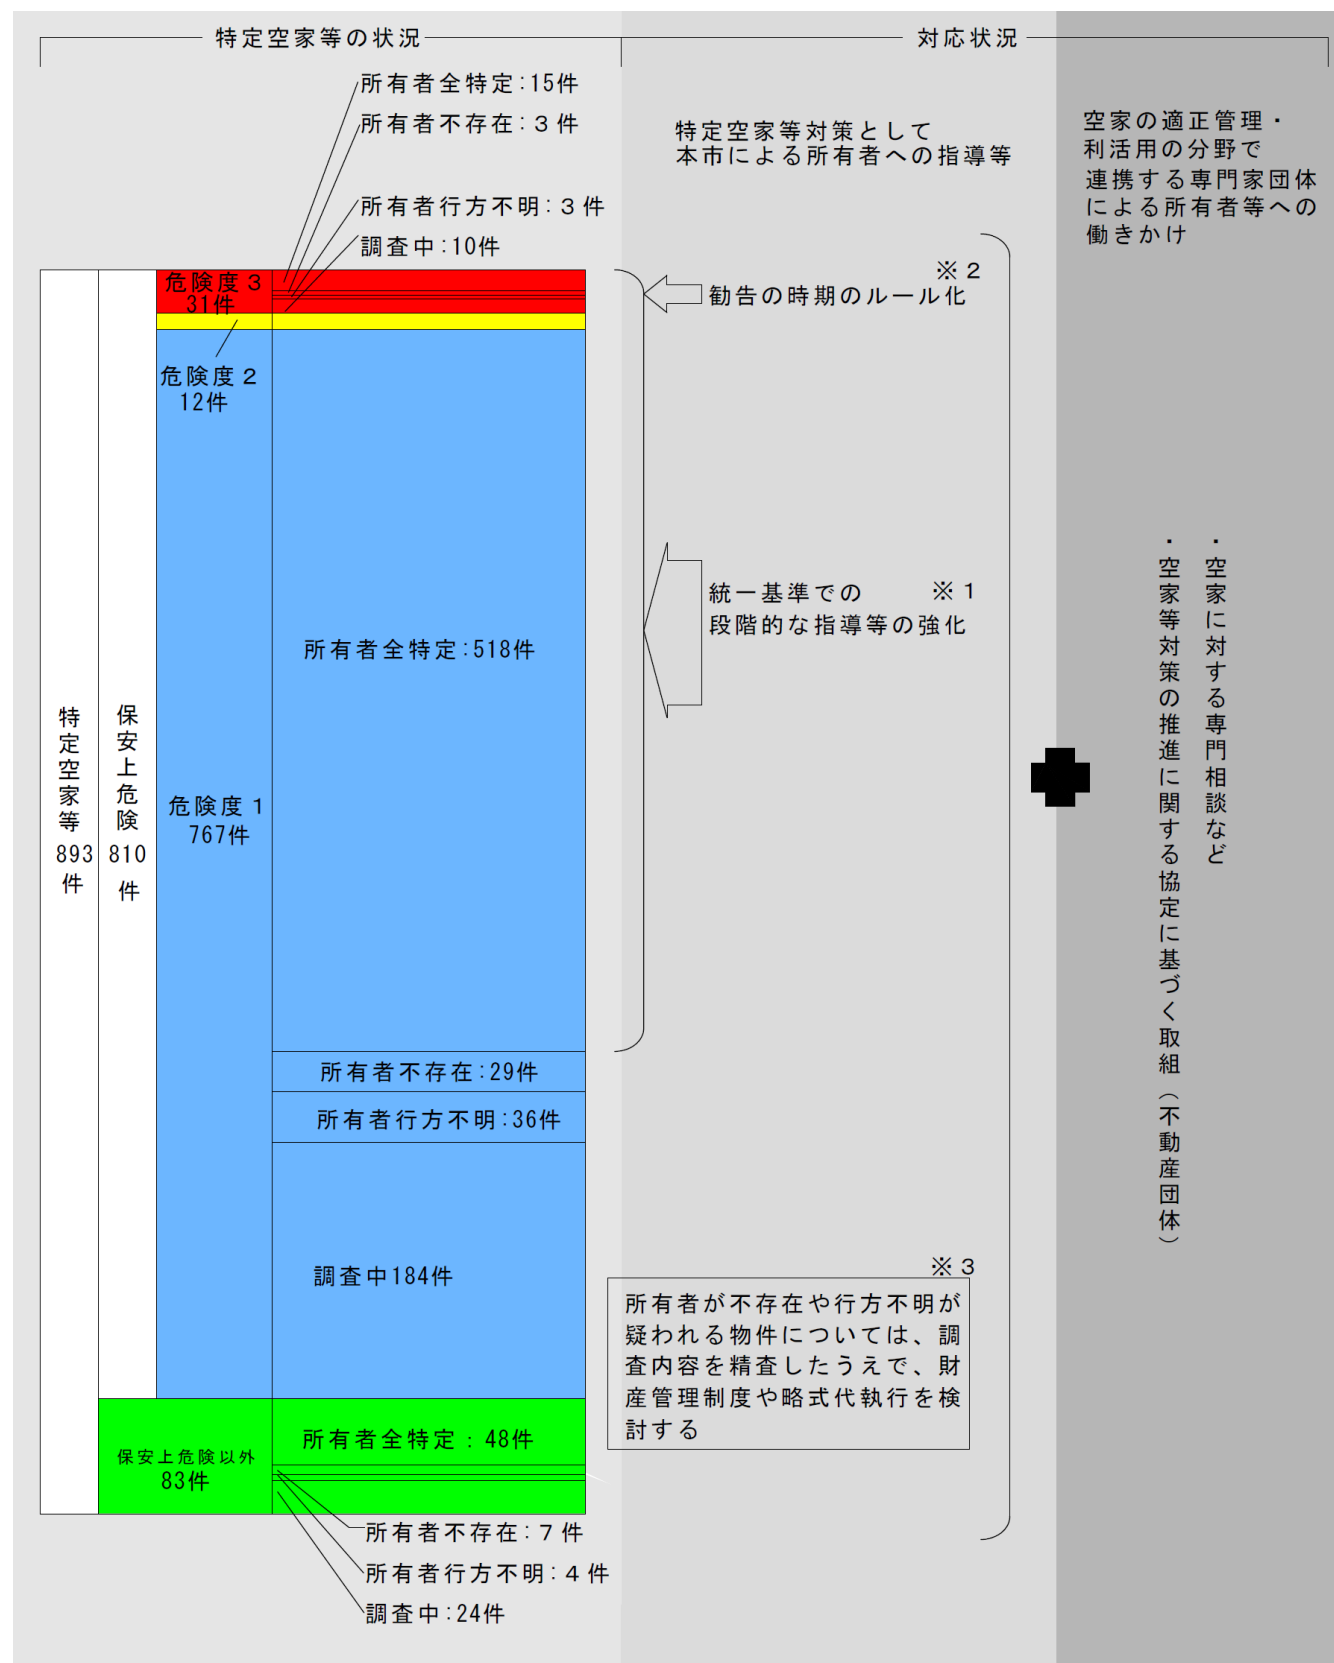 特定空家等の状況
対応状況
所有者全特定:15件
所有者不存在:3件
所有者行方不明:3件
調査中:10件
特定空家等対策として
本市による所有者への指導等
空家の適正管理・
利活用の分野で
連携する専門家団体
による所有者等への
働きかけ
危険度3
31件
危険度2
12件
※2
勧告の時期のルール化
所有者全特定:518件
統一基準での ※1
段階的な指導等の強化
特定空家等893件
保安上危険810件
危険度1
767件
所有者不存在:29件
所有者行方不明:36件
調査中184件
※3
所有者が不存在や行方不明が
疑われる物件については、調
査内容を精査したうえで、財
産管理制度や略式代執行を検
討する
・空家に対する専門相談など
・空家等対策の推進に関する協定に基づく取組(不動産団体)
保安上危険以外
83件
所有者全特定:48件
所有者不存在:7件
所有者行方不明:4件
調査中:24件